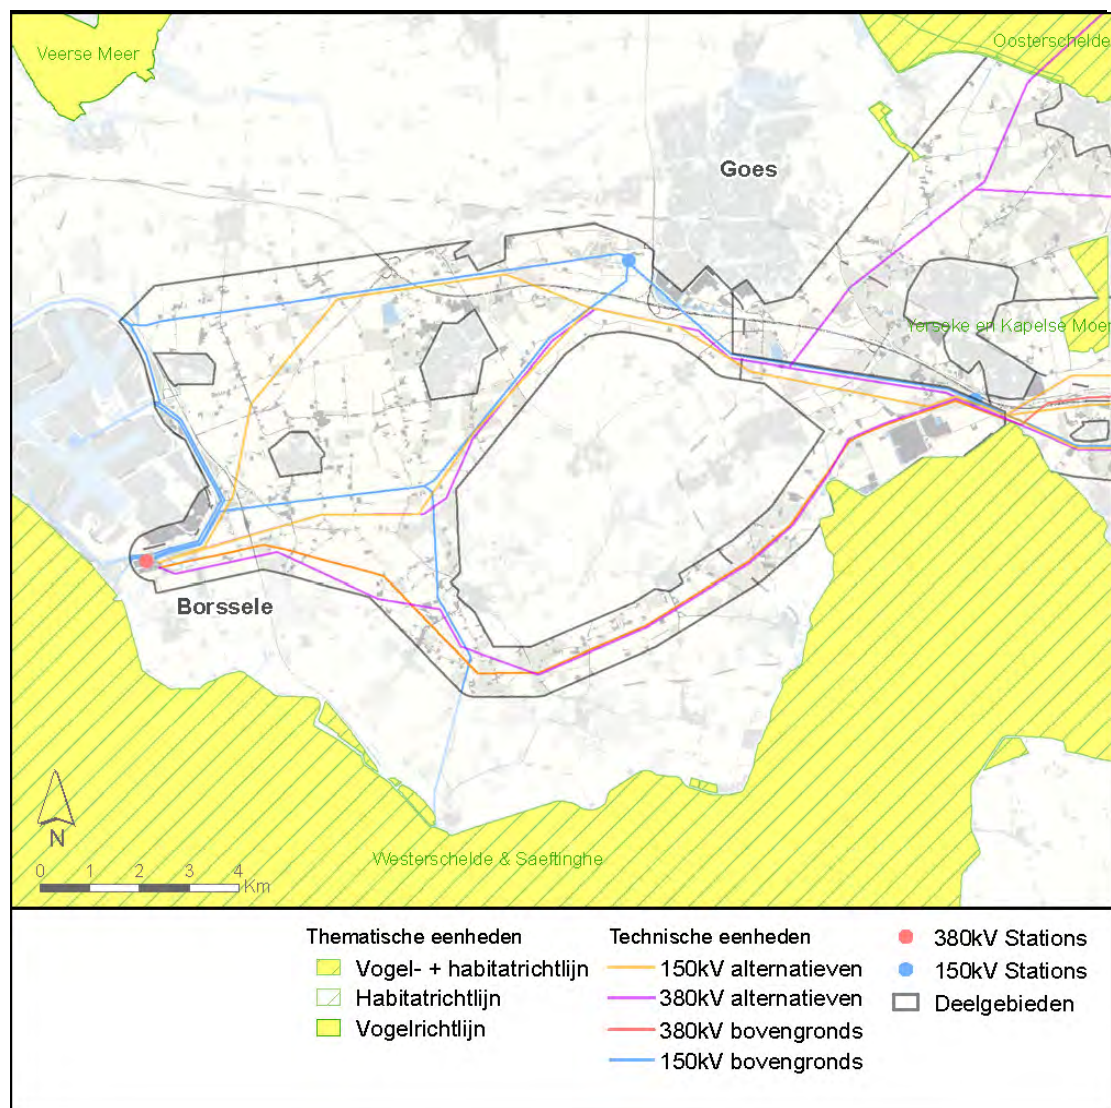 Veerse Meer
Oosterschelde
Goes
Yerseke en Kapelse Moer
Borssele
Westerschelde & Saeftinghe
N
0 1 2 3 4
Km
Thematische eenheden
Vogel- + habitatrichtlijn
Habitatrichtlijn
Vogelrichtlijn
Technische eenheden
150kV alternatieven
380kV alternatieven
380kV bovengronds
150kV bovengronds
380kV Stations
150kV Stations
Deelgebieden